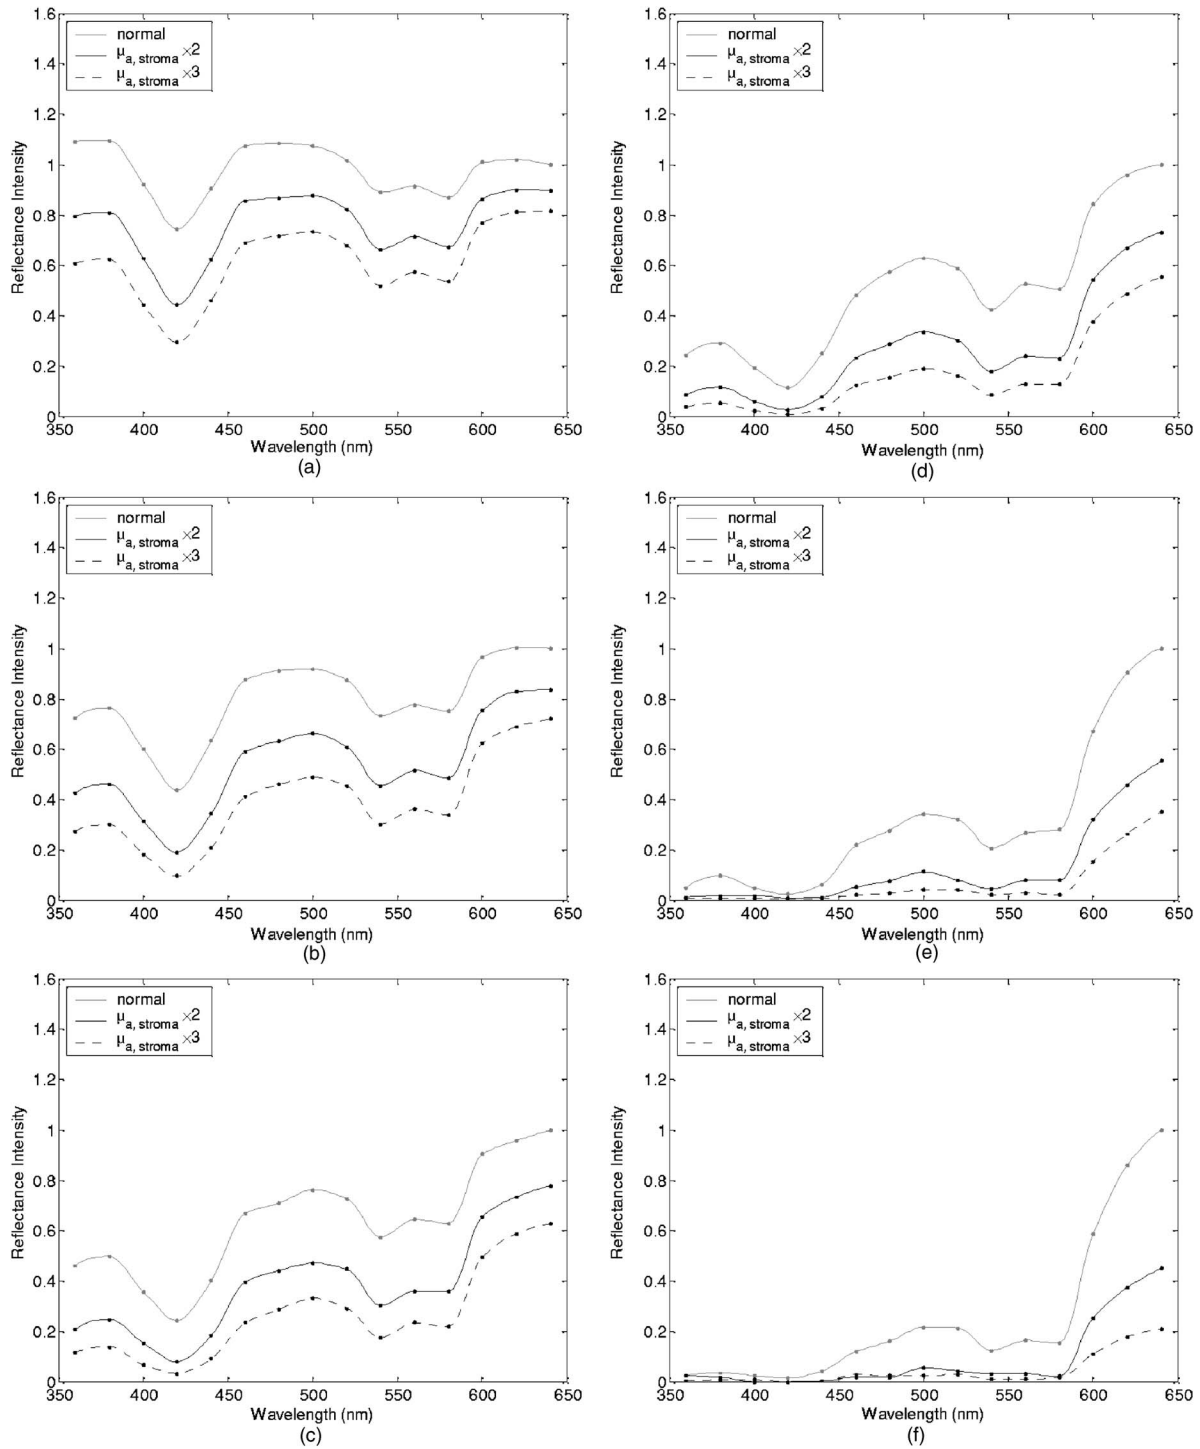 1.6
1.4
1.2
1
0.8
0.6
0.4
0.2
0
Reflectance Intensity
normal
μa, stroma ×2
μa, stroma ×3
350 400 450 500 550 600 650
Wavelength (nm)
(a)
1.6
1.4
1.2
1
0.8
0.6
0.4
0.2
0
Reflectance Intensity
normal
μa, stroma ×2
μa, stroma ×3
350 400 450 500 550 600 650
Wavelength (nm)
(b)
1.6
1.4
1.2
1
0.8
0.6
0.4
0.2
0
Reflectance Intensity
normal
μa, stroma ×2
μa, stroma ×3
350 400 450 500 550 600 650
Wavelength (nm)
(c)
1.6
1.4
1.2
1
0.8
0.6
0.4
0.2
0
Reflectance Intensity
normal
μa, stroma ×2
μa, stroma ×3
350 400 450 500 550 600 650
Wavelength (nm)
(d)
1.6
1.4
1.2
1
0.8
0.6
0.4
0.2
0
Reflectance Intensity
normal
μa, stroma ×2
μa, stroma ×3
350 400 450 500 550 600 650
Wavelength (nm)
(e)
1.6
1.4
1.2
1
0.8
0.6
0.4
0.2
0
Reflectance Intensity
normal
μa, stroma ×2
μa, stroma ×3
350 400 450 500 550 600 650
Wavelength (nm)
(f)